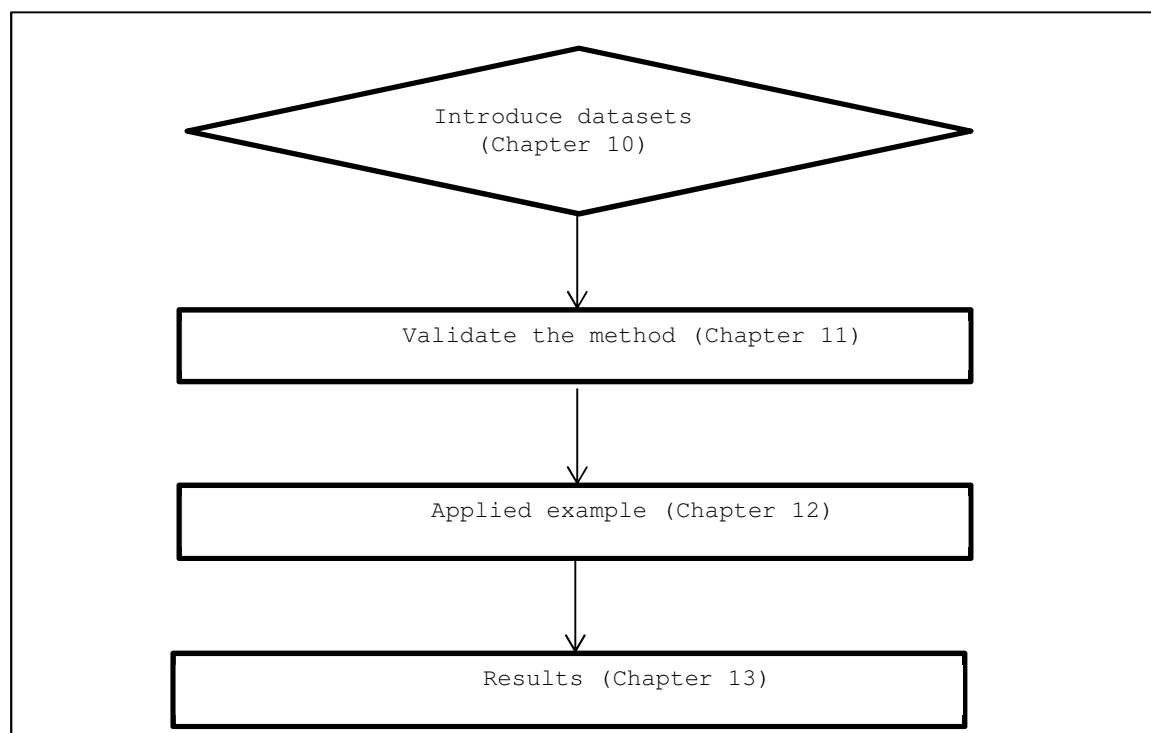 Introduce datasets
(Chapter 10)
Validate the method (Chapter 11)
Applied example (Chapter 12)
Results (Chapter 13)